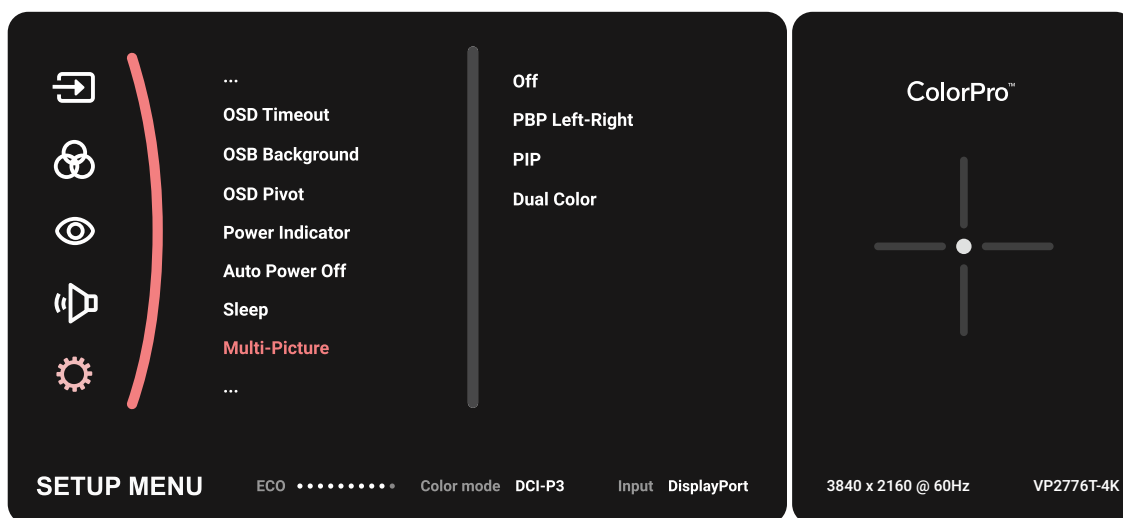 ...
OSD Timeout
OSB Background
OSD Pivot
Power Indicator
Auto Power Off
Sleep
Multi-Picture
...
Off
PBP Left-Right
PIP
Dual Color
SETUP MENU
ECO
Color mode DCI-P3
Input DisplayPort
ColorPro™
3840 x 2160 @ 60Hz
VP2776T-4K